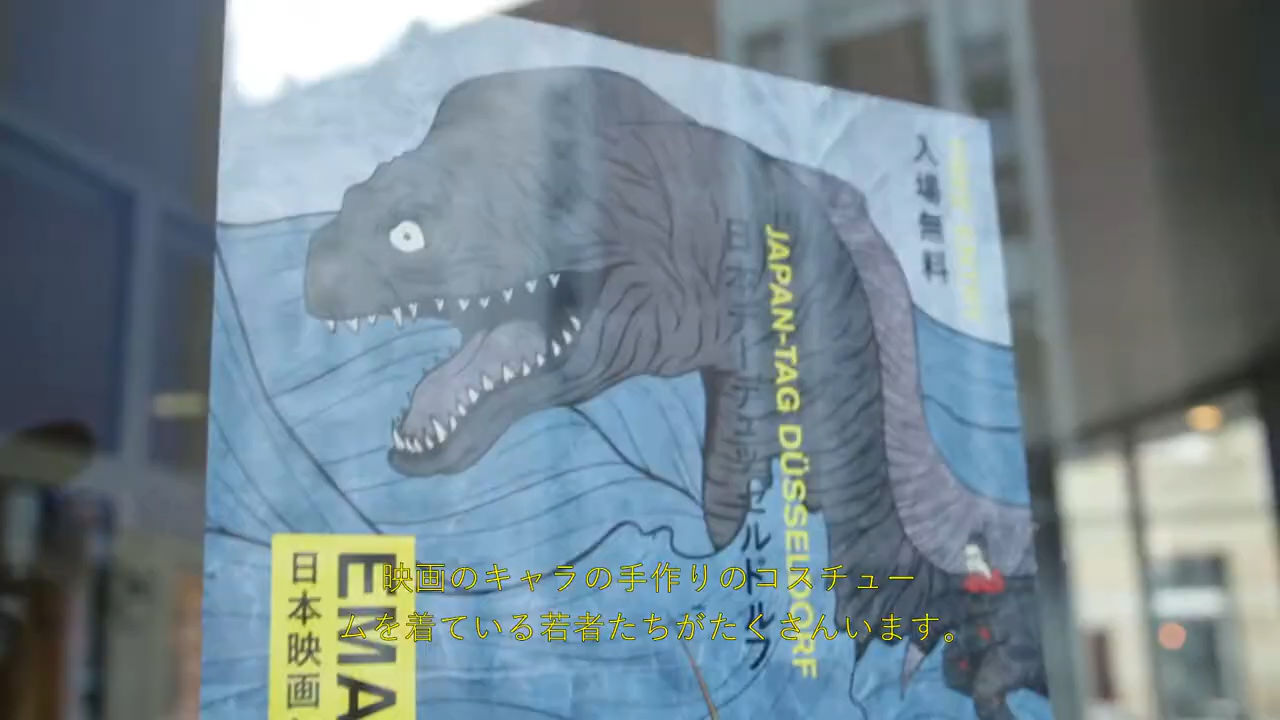 入場無料
JAPAN-TAG DÜSSELDORF
日本デー デュッセルドルフ
EMA
日本映画
映画のキャラの手作りのコスチュー
ムを着ている若者たちがたくさんいます。